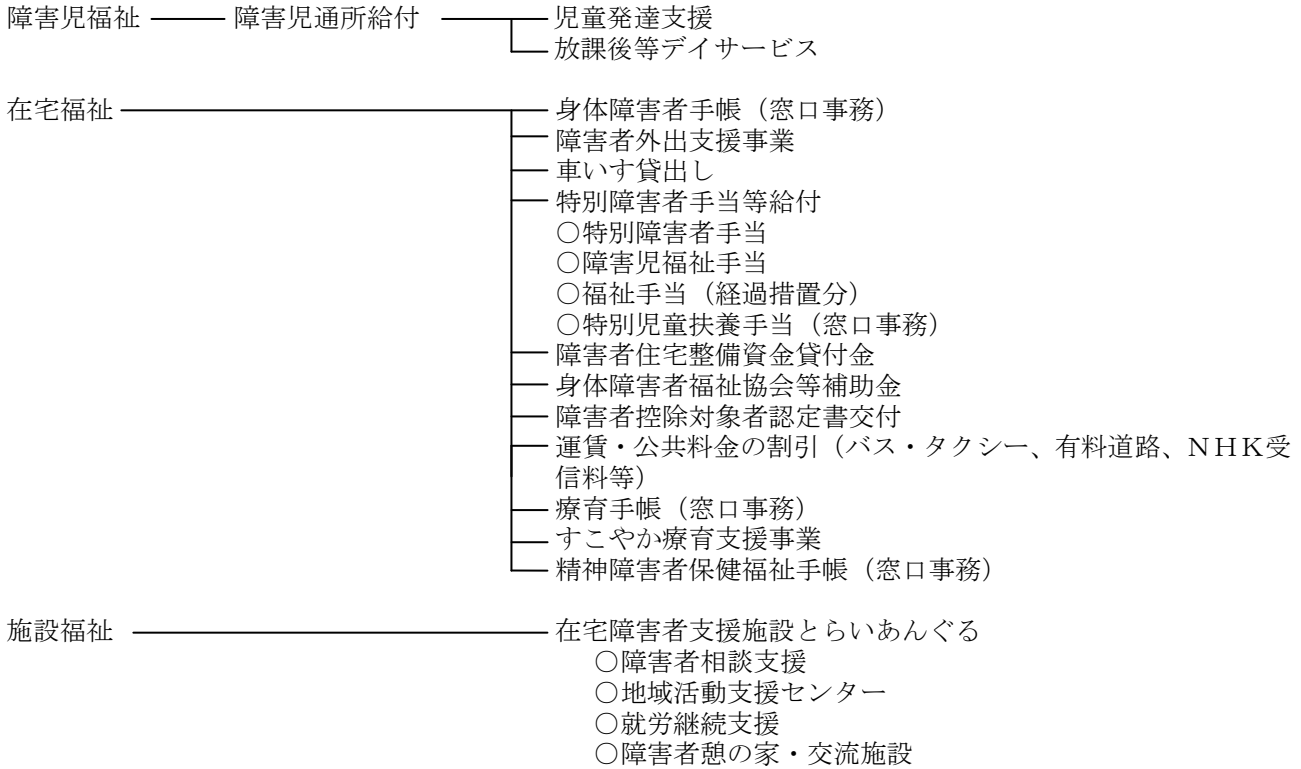 障害児福祉 障害児通所給付 児童発達支援
放課後等デイサービス
在宅福祉 身体障害者手帳（窓口事務）
障害者外出支援事業
車いす貸出し
特別障害者手当等給付
○特別障害者手当
○障害児福祉手当
○福祉手当（経過措置分）
○特別児童扶養手当（窓口事務）
障害者住宅整備資金貸付金
身体障害者福祉協会等補助金
障害者控除対象者認定書交付
運賃・公共料金の割引（バス・タクシー、有料道路、ＮＨＫ受
信料等）
療育手帳（窓口事務）
すこやか療育支援事業
精神障害者保健福祉手帳（窓口事務）
施設福祉 在宅障害者支援施設とらいあんぐる
○障害者相談支援
○地域活動支援センター
○就労継続支援
○障害者憩の家・交流施設